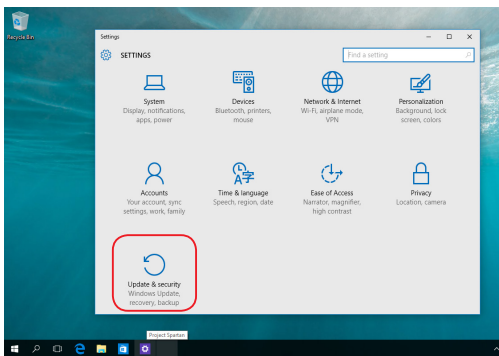 Recycle Bin
Settings
SETTINGS
Find a setting
System
Display, notifications,
apps, power
Devices
Bluetooth, printers,
mouse
Network & Internet
Wi-Fi, airplane mode,
VPN
Personalization
Background, lock
screen, colors
Accounts
Your account, sync
settings, work, family
Time & language
Speech, region, date
Ease of Access
Narrator, magnifier,
high contrast
Privacy
Location, camera
Update & security
Windows Update,
recovery, backup
Project Spartan